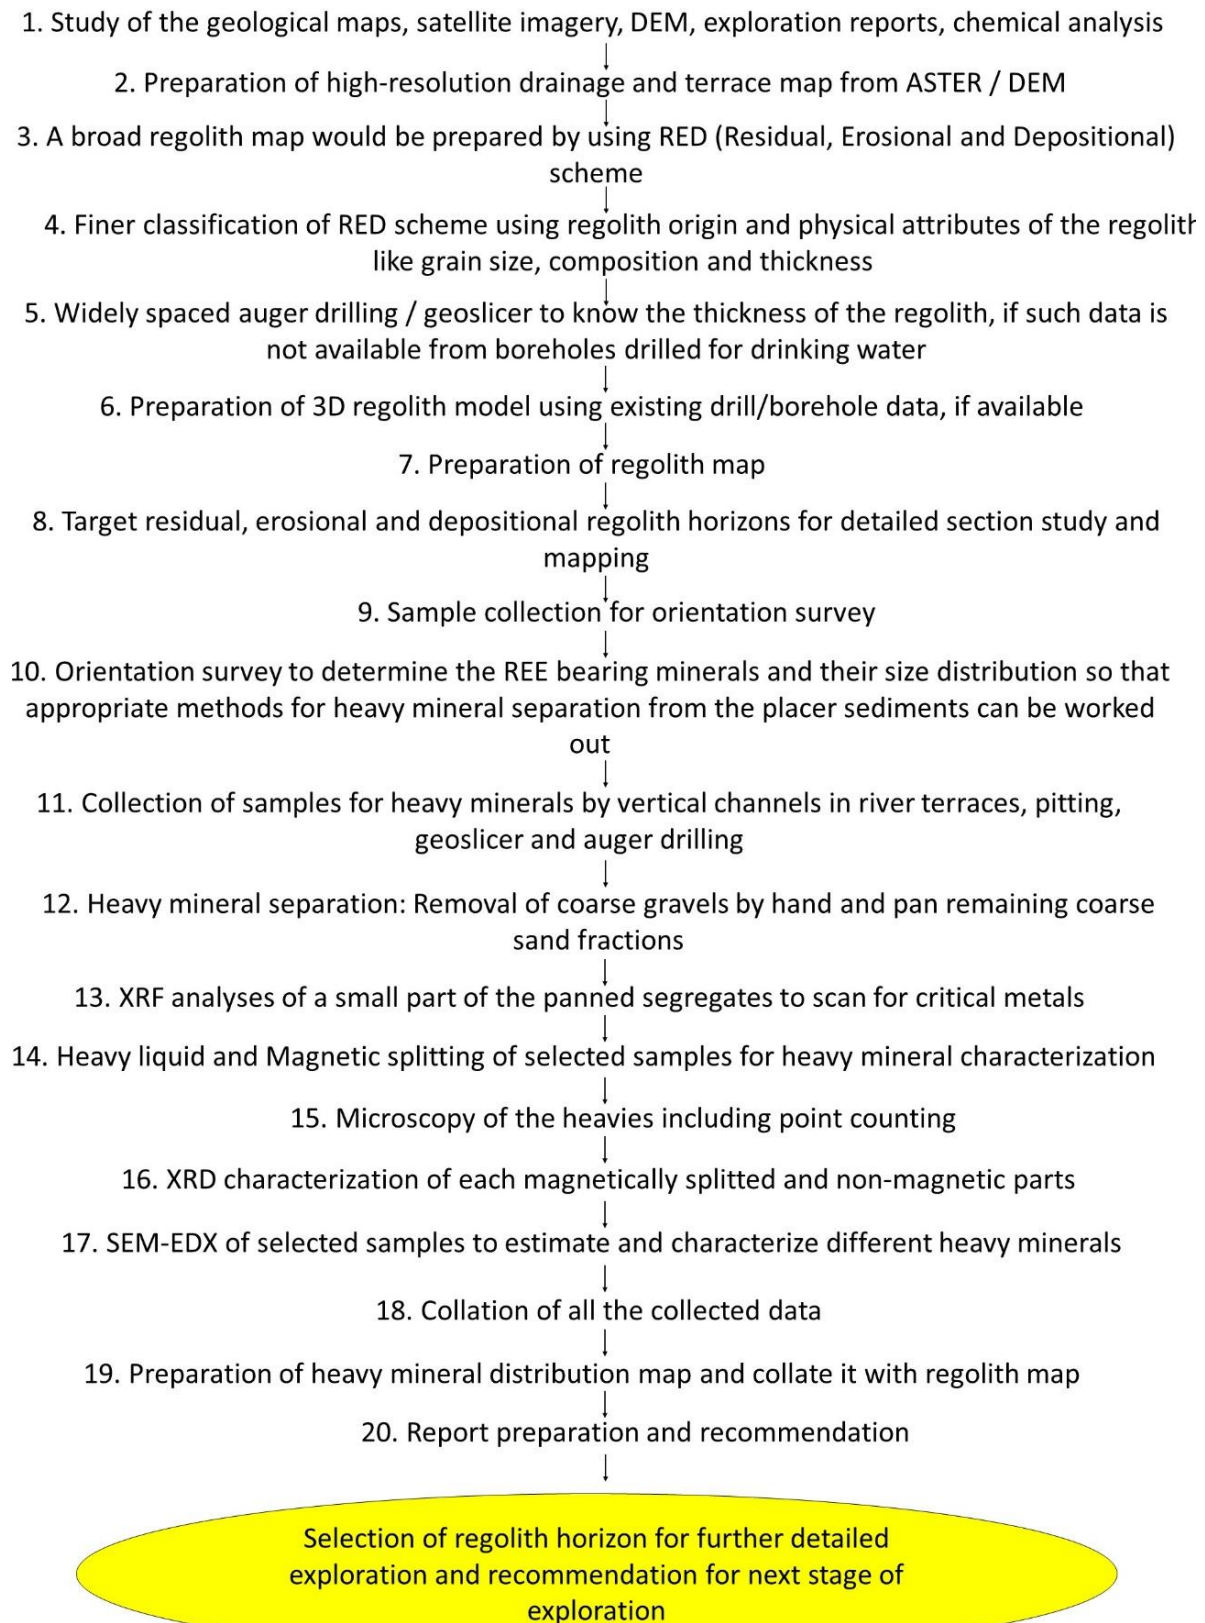 1. Study of the geological maps, satellite imagery, DEM, exploration reports, chemical analysis
2. Preparation of high-resolution drainage and terrace map from ASTER / DEM
3. A broad regolith map would be prepared by using RED (Residual, Erosional and Depositional)
scheme
4. Finer classification of RED scheme using regolith origin and physical attributes of the regolith
like grain size, composition and thickness
5. Widely spaced auger drilling / geoslicer to know the thickness of the regolith, if such data is
not available from boreholes drilled for drinking water
6. Preparation of 3D regolith model using existing drill/borehole data, if available
7. Preparation of regolith map
8. Target residual, erosional and depositional regolith horizons for detailed section study and
mapping
9. Sample collection for orientation survey
10. Orientation survey to determine the REE bearing minerals and their size distribution so that
appropriate methods for heavy mineral separation from the placer sediments can be worked
out
11. Collection of samples for heavy minerals by vertical channels in river terraces, pitting,
geoslicer and auger drilling
12. Heavy mineral separation: Removal of coarse gravels by hand and pan remaining coarse
sand fractions
13. XRF analyses of a small part of the panned segregates to scan for critical metals
14. Heavy liquid and Magnetic splitting of selected samples for heavy mineral characterization
15. Microscopy of the heavies including point counting
16. XRD characterization of each magnetically splitted and non-magnetic parts
17. SEM-EDX of selected samples to estimate and characterize different heavy minerals
18. Collation of all the collected data
19. Preparation of heavy mineral distribution map and collate it with regolith map
20. Report preparation and recommendation
Selection of regolith horizon for further detailed
exploration and recommendation for next stage of
exploration